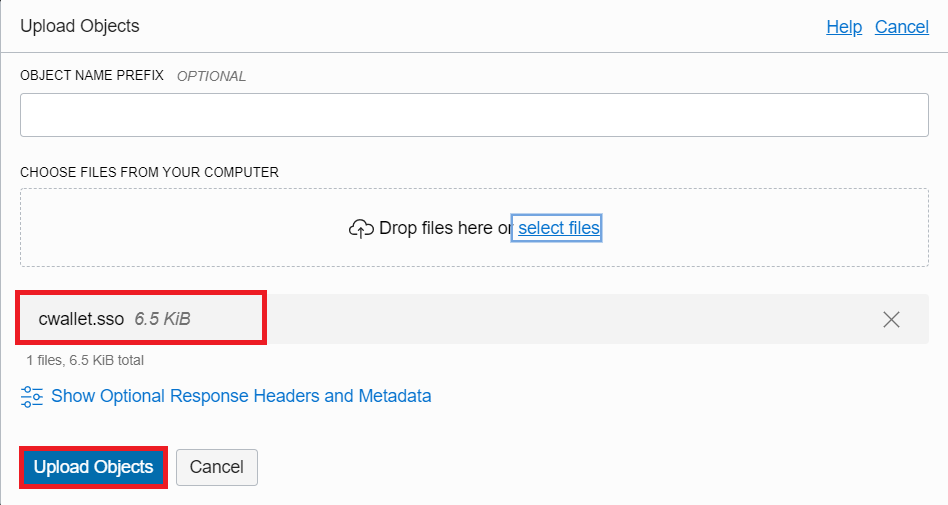 Upload Objects
Help Cancel
OBJECT NAME PREFIX OPTIONAL
CHOOSE FILES FROM YOUR COMPUTER
Drop files here or select files
cwallet.sso 6.5 KiB
1 files, 6.5 KiB total
Show Optional Response Headers and Metadata
Upload Objects Cancel